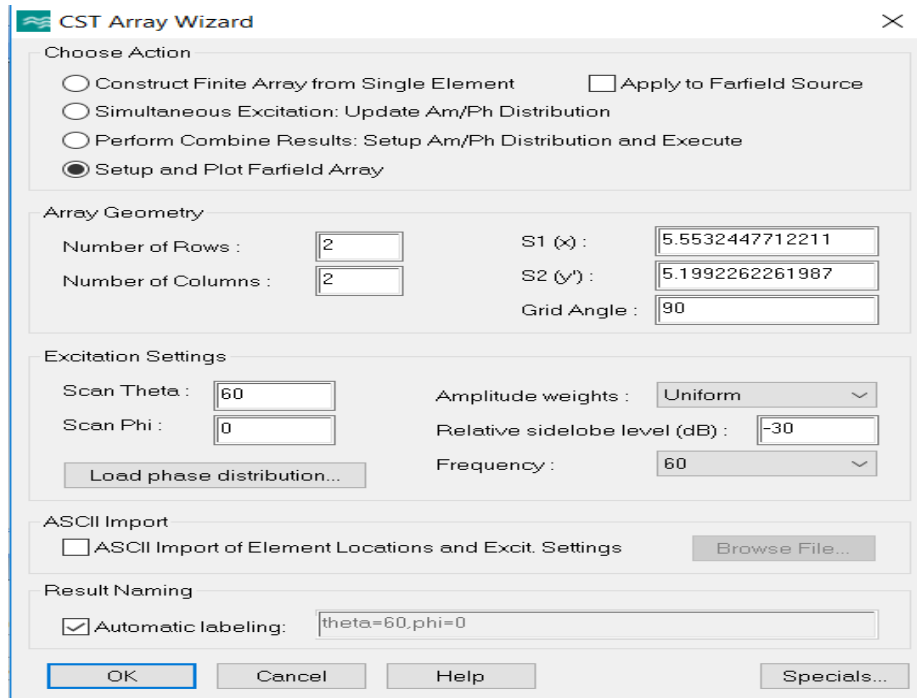 CST Array Wizard
Choose Action
Construct Finite Array from Single Element
Apply to Farfield Source
Simultaneous Excitation: Update Am/Ph Distribution
Perform Combine Results: Setup Am/Ph Distribution and Execute
Setup and Plot Farfield Array
Array Geometry
Number of Rows : 2
Number of Columns : 2
S1 (x) : 5.5532447712211
S2 (y') : 5.1992262261987
Grid Angle : 90
Excitation Settings
Scan Theta : 60
Scan Phi : 0
Load phase distribution...
Amplitude weights : Uniform
Relative sidelobe level (dB) : -30
Frequency : 60
ASCII Import
ASCII Import of Element Locations and Excit. Settings
Browse File...
Result Naming
Automatic labeling: theta=60,phi=0
OK Cancel Help Specials...